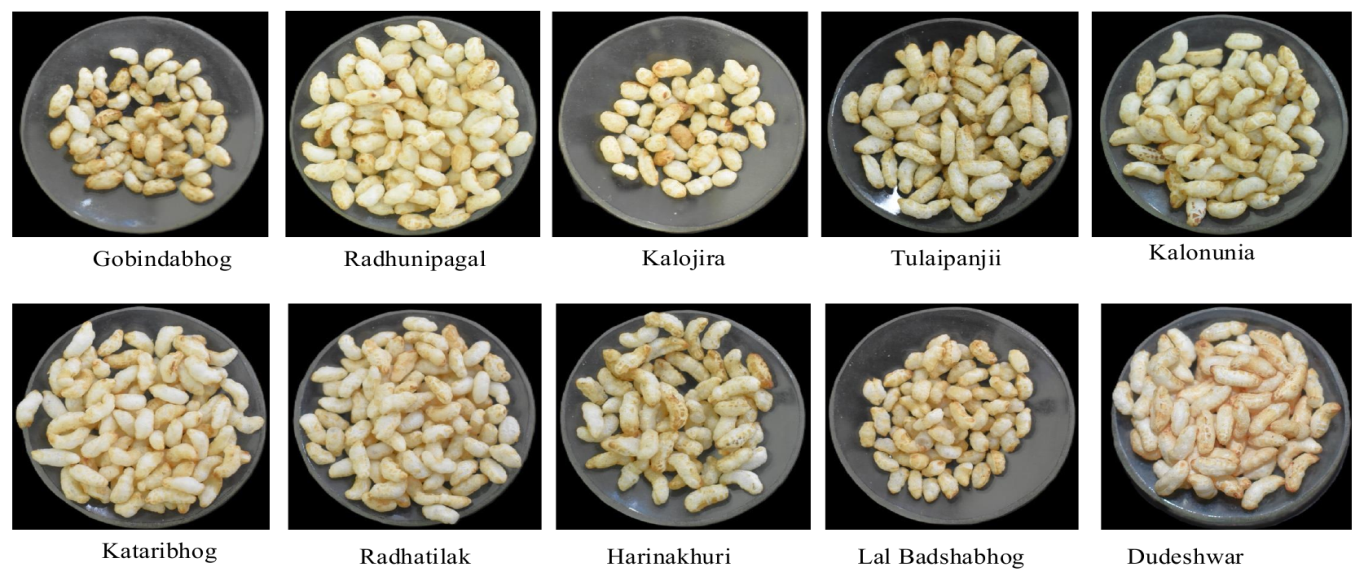 Gobindabhog
Radhunipagal
Kalojira
Tulaipanjii
Kalonunia
Kataribhog
Radhatilak
Harinakhuri
Lal Badshabhog
Dudeshwar